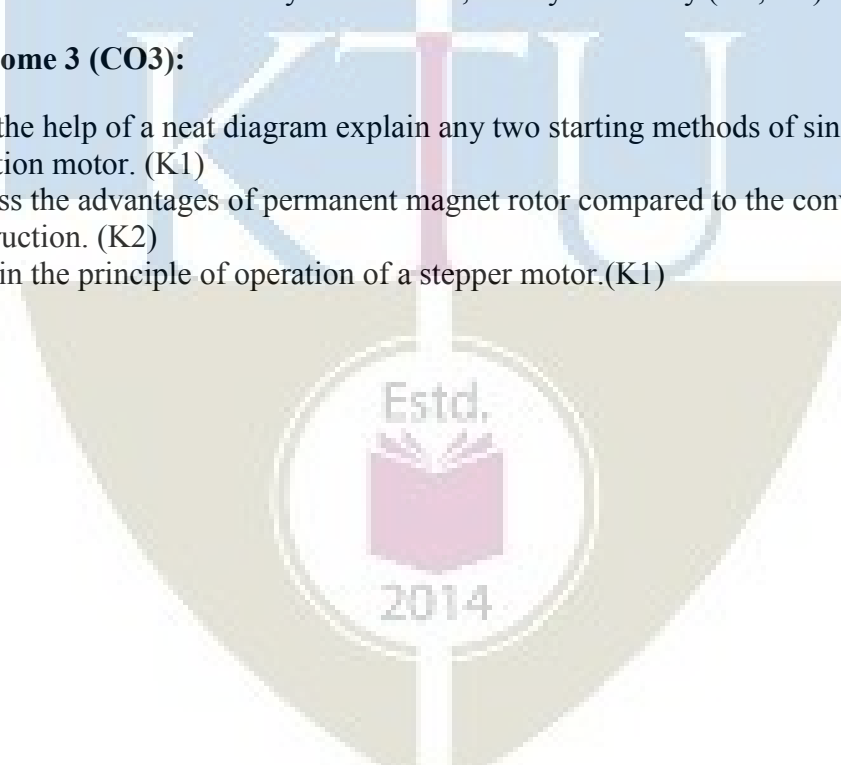 ome 3 (CO3):
KTU
the help of a neat diagram explain any two starting methods of sin
tion motor. (K1)
ss the advantages of permanent magnet rotor compared to the conv
uction. (K2)
in the principle of operation of a stepper motor.(K1)
Estd.
2014